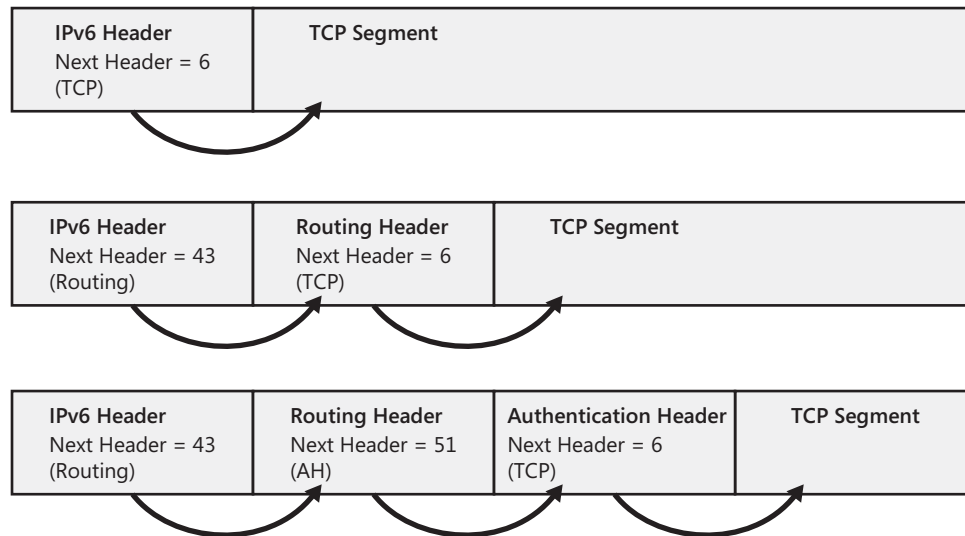 IPv6 Header
Next Header = 6
(TCP)
TCP Segment
IPv6 Header
Next Header = 43
(Routing)
Routing Header
Next Header = 6
(TCP)
TCP Segment
IPv6 Header
Next Header = 43
(Routing)
Routing Header
Next Header = 51
(AH)
Authentication Header
Next Header = 6
(TCP)
TCP Segment